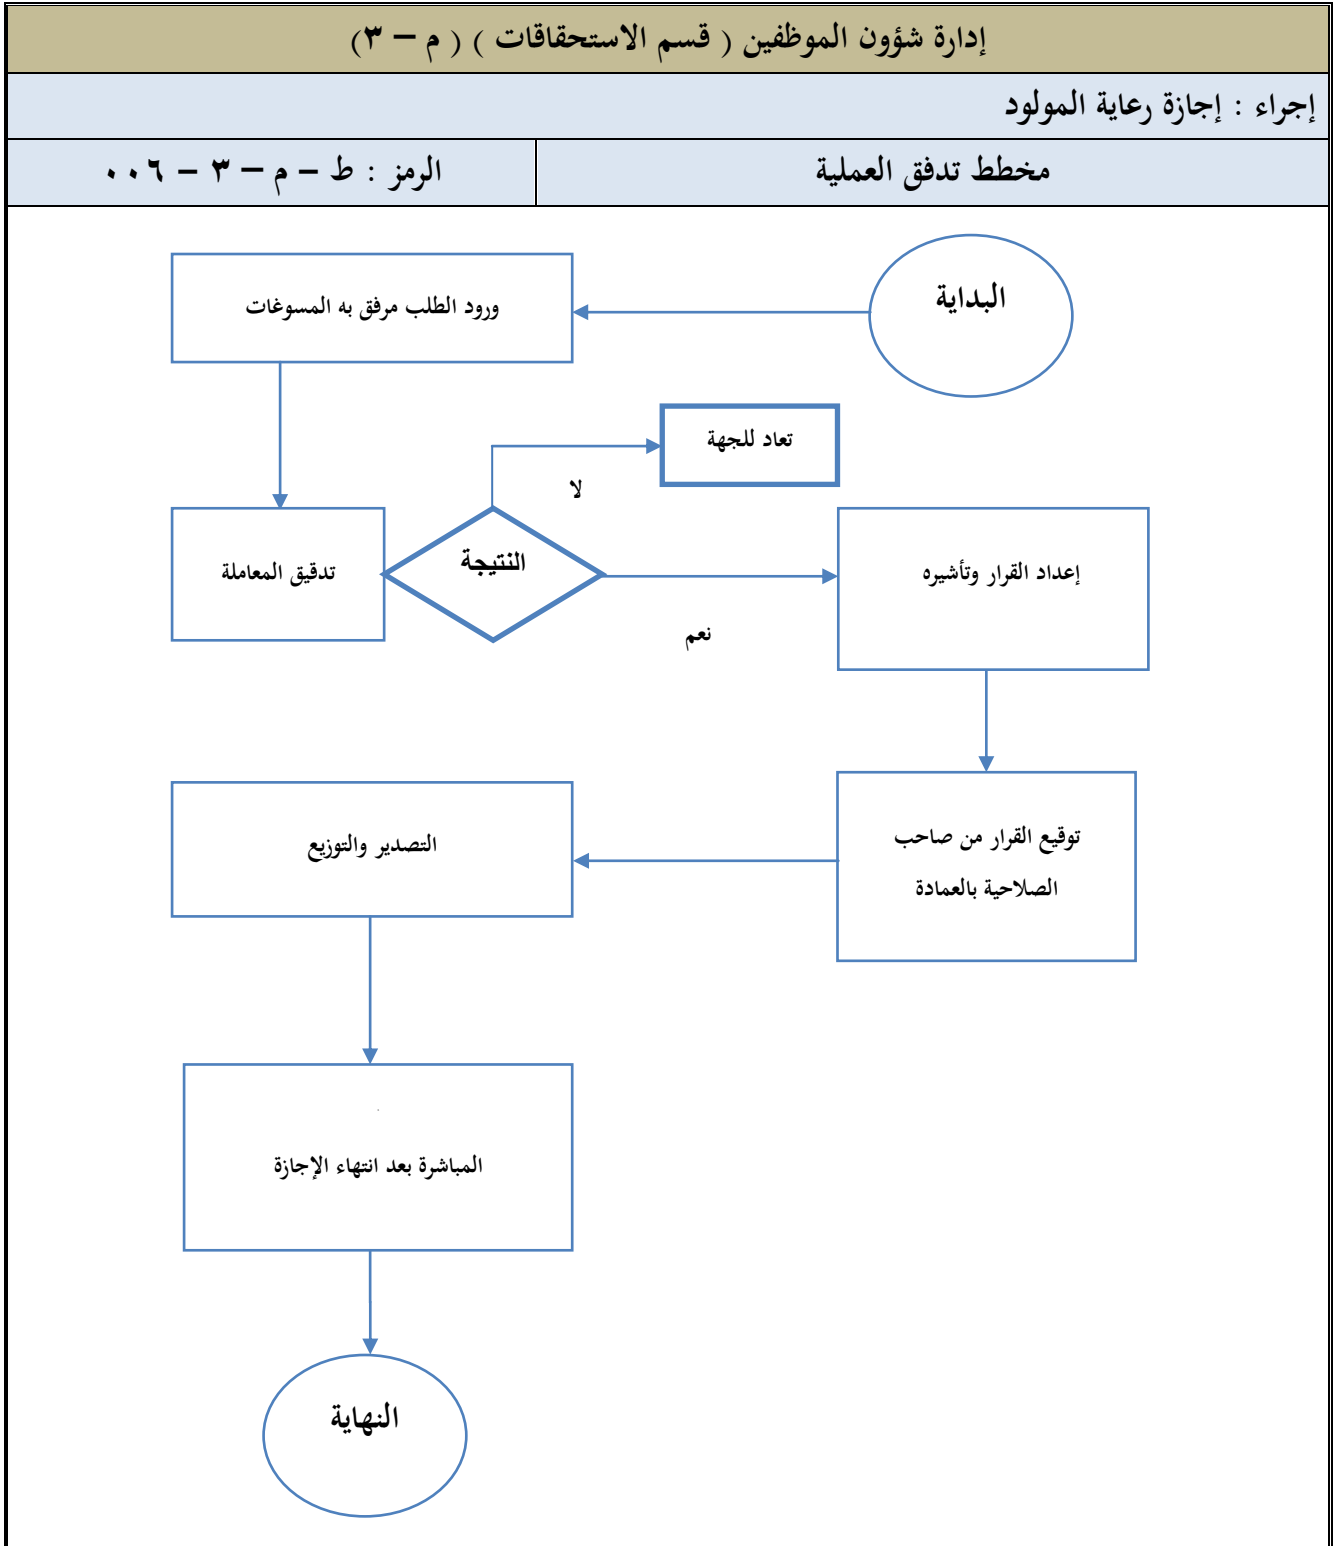 إدارة شؤون الموظفين ( قسم الاستحقاقات ) ( م – ٣)
إجراء : إجازة رعاية المولود
مخطط تدفق العملية
الرمز : ط – م – ٣ – ٠٠٦
البداية
ورود الطلب مرفق به المسوغات
تعاد للجهة
لا
النتيجة
تدقيق المعاملة
إعداد القرار وتأشيره
نعم
توقيع القرار من صاحب
الصلاحية بالعمادة
التصدير والتوزيع
المباشرة بعد انتهاء الإجازة
النهاية